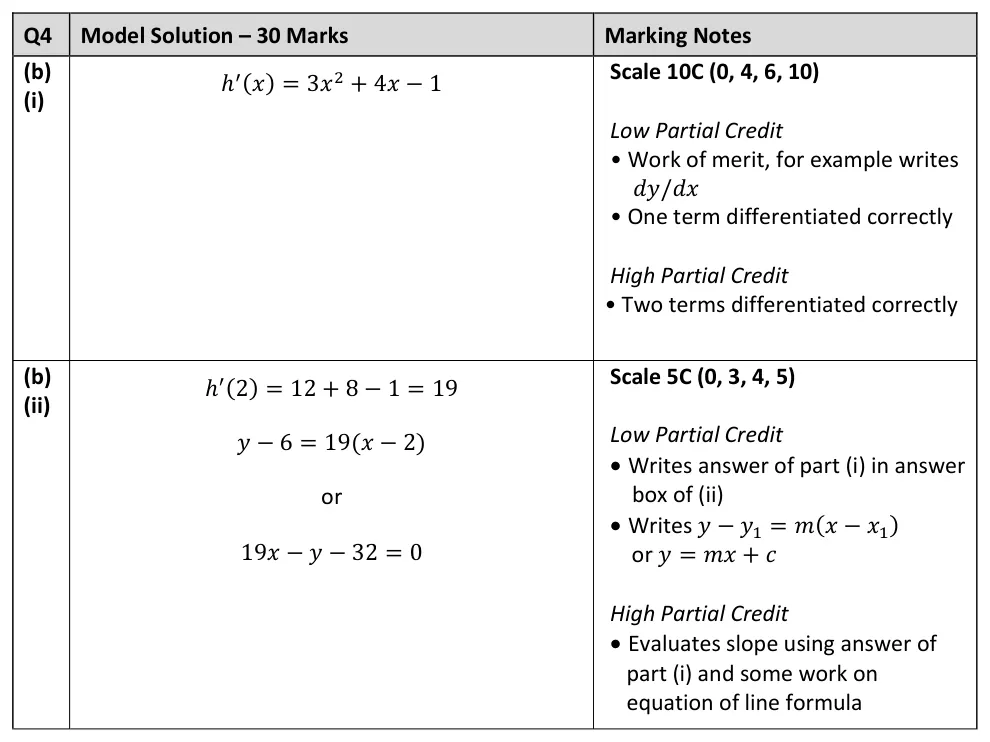 Q4 Model Solution – 30 Marks Marking Notes
(b)
(i)
h′(x) = 3x² + 4x − 1
Scale 10C (0, 4, 6, 10)
Low Partial Credit
• Work of merit, for example writes
dy/dx
• One term differentiated correctly
High Partial Credit
• Two terms differentiated correctly
(b)
(ii)
h′(2) = 12 + 8 − 1 = 19
y − 6 = 19(x − 2)
or
19x − y − 32 = 0
Scale 5C (0, 3, 4, 5)
Low Partial Credit
• Writes answer of part (i) in answer
box of (ii)
• Writes y − y₁ = m(x − x₁)
or y = mx + c
High Partial Credit
• Evaluates slope using answer of
part (i) and some work on
equation of line formula